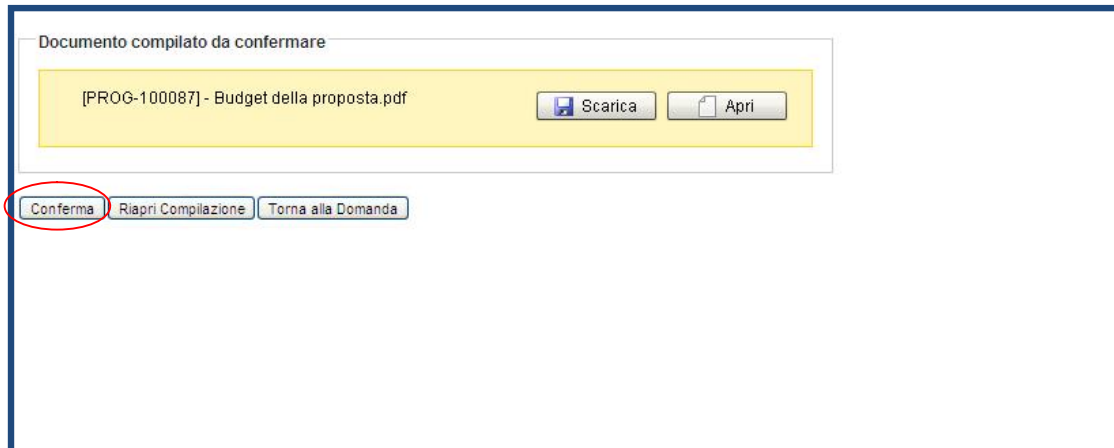 Documento compilato da confermare
[PROG-100087] - Budget della proposta.pdf Scarica Apri
Conferma Riapri Compilazione Torna alla Domanda